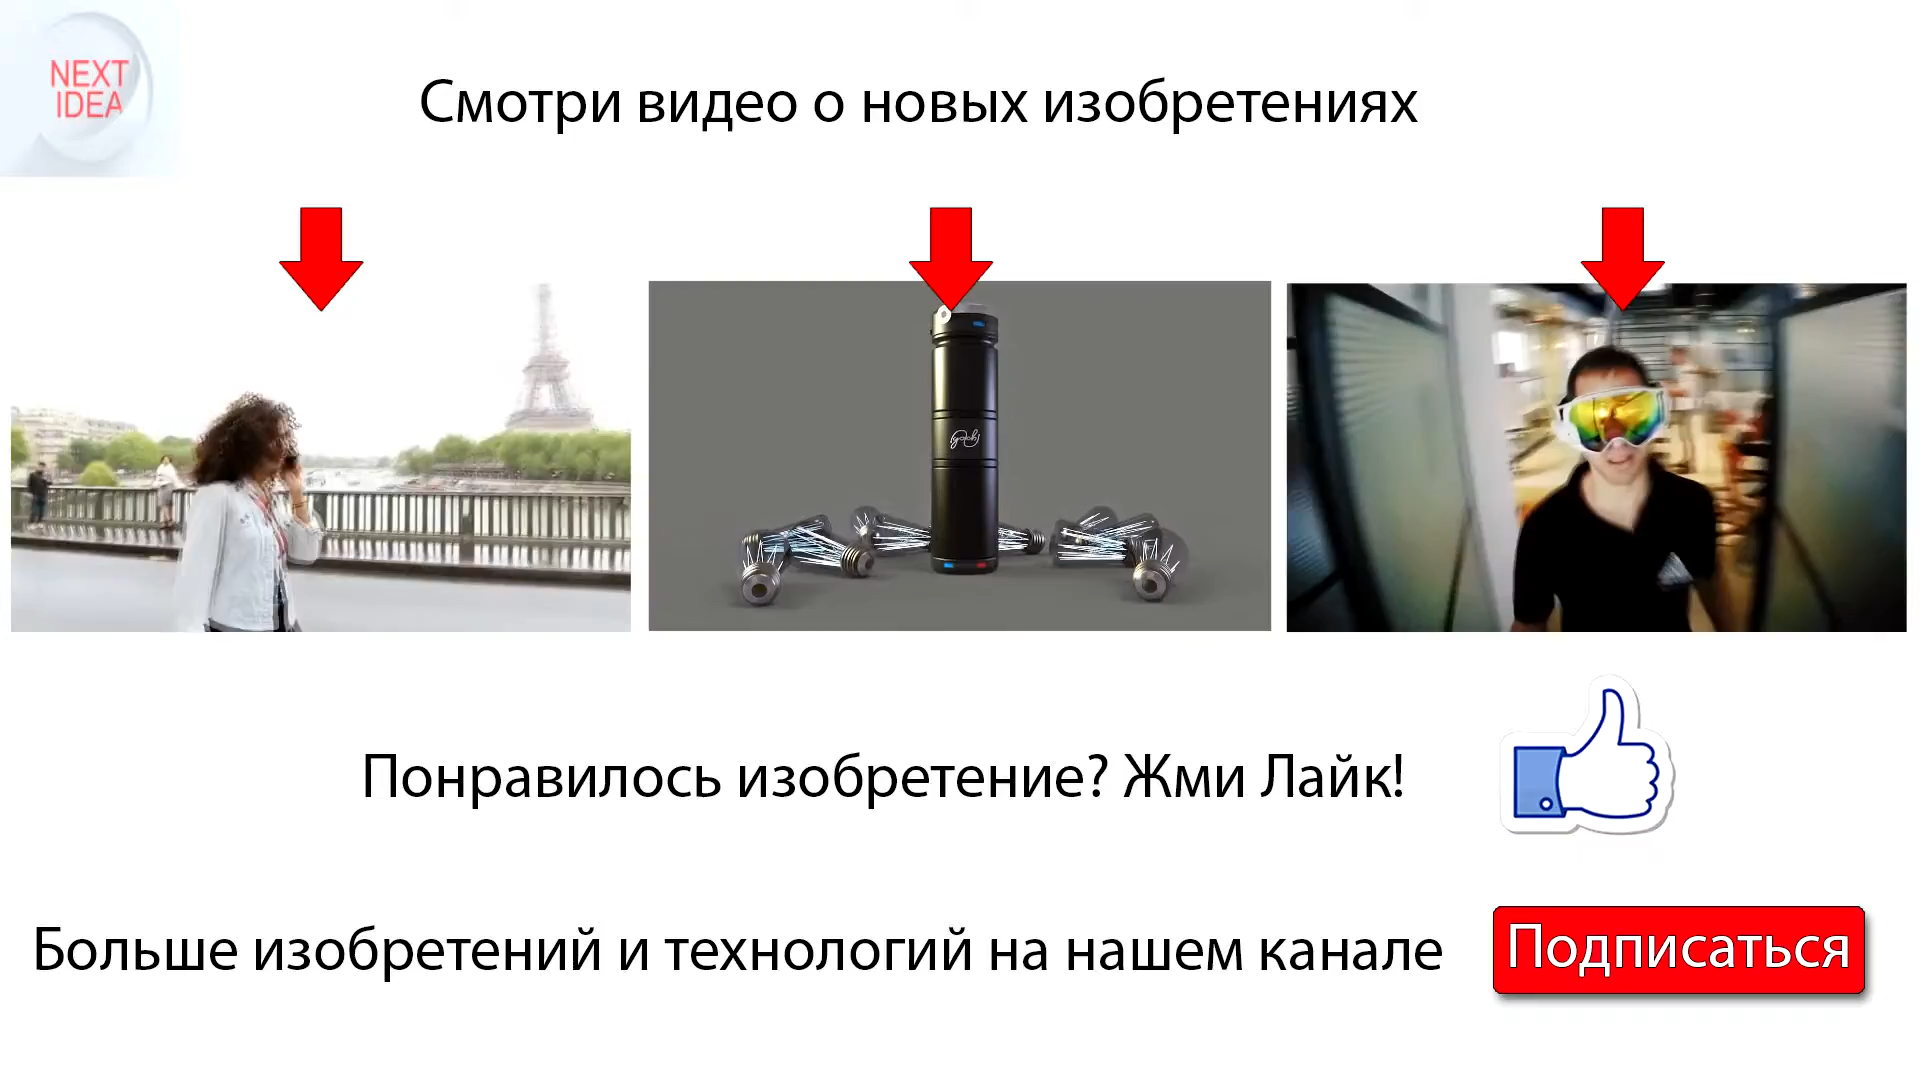 NEXT
IDEA
Смотри видео о новых изобретениях
Понравилось изобретение? Жми Лайк!
Больше изобретений и технологий на нашем канале
Подписаться